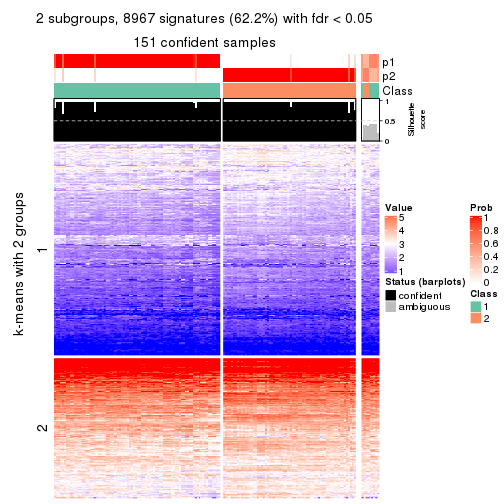 2 subgroups, 8967 signatures (62.2%) with fdr < 0.05
151 confident samples
p1
p2
Class
1
0.5
0
Silhouette
score
k-means with 2 groups
1
2
Value
5
4
3
2
1
Status (barplots)
confident
ambiguous
Prob
1
0.8
0.6
0.4
0.2
0
Class
1
2